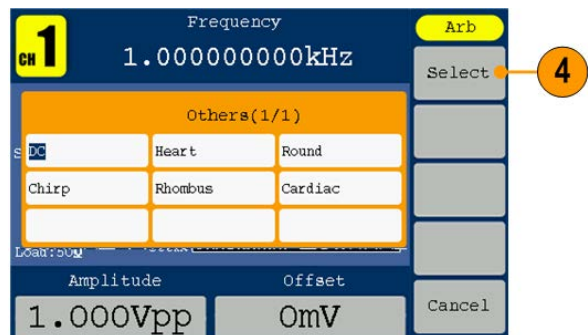 CH 1
Frequency
1.000000000kHz
Arb
Select
4
Others(1/1)
S DC Heart Round
Chirp Rhombus Cardiac
Load:50Ω
Amplitude Offset
1.000Vpp 0mV
Cancel